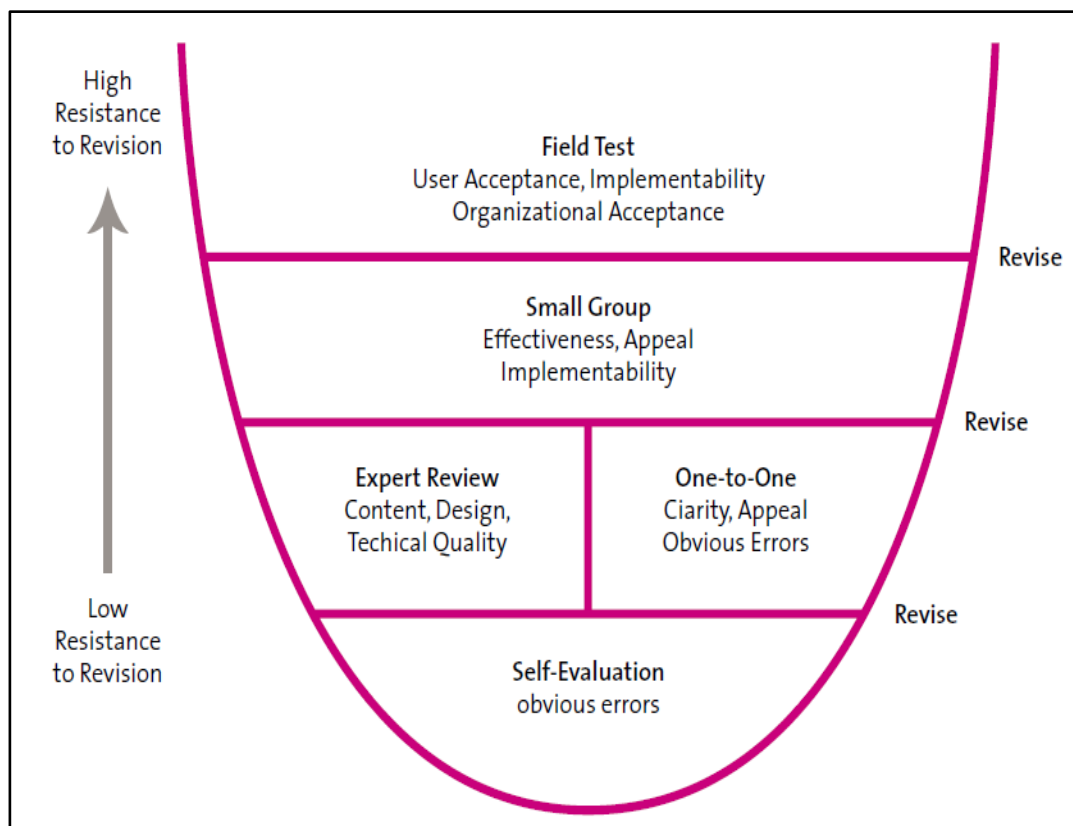 High
Resistance
to Revision
Field Test
User Acceptance, Implementability
Organizational Acceptance
Revise
Small Group
Effectiveness, Appeal
Implementability
Revise
Expert Review
Content, Design,
Techical Quality
One-to-One
Ciarity, Appeal
Obvious Errors
Low
Resistance
to Revision
Revise
Self-Evaluation
obvious errors